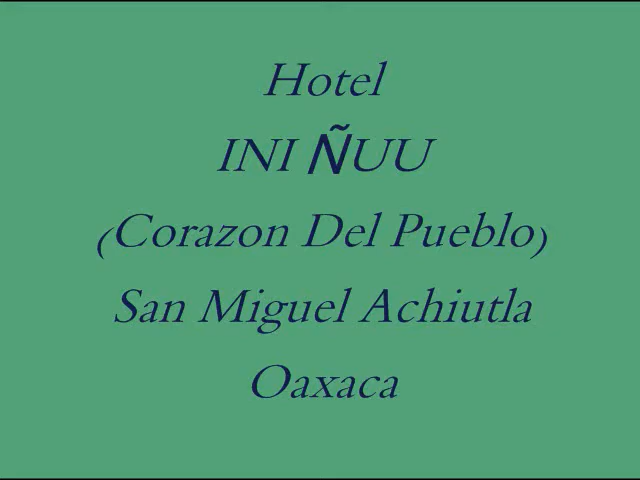 Hotel
INI ÑUU
(Corazon Del Pueblo)
San Miguel Achiutla
Oaxaca